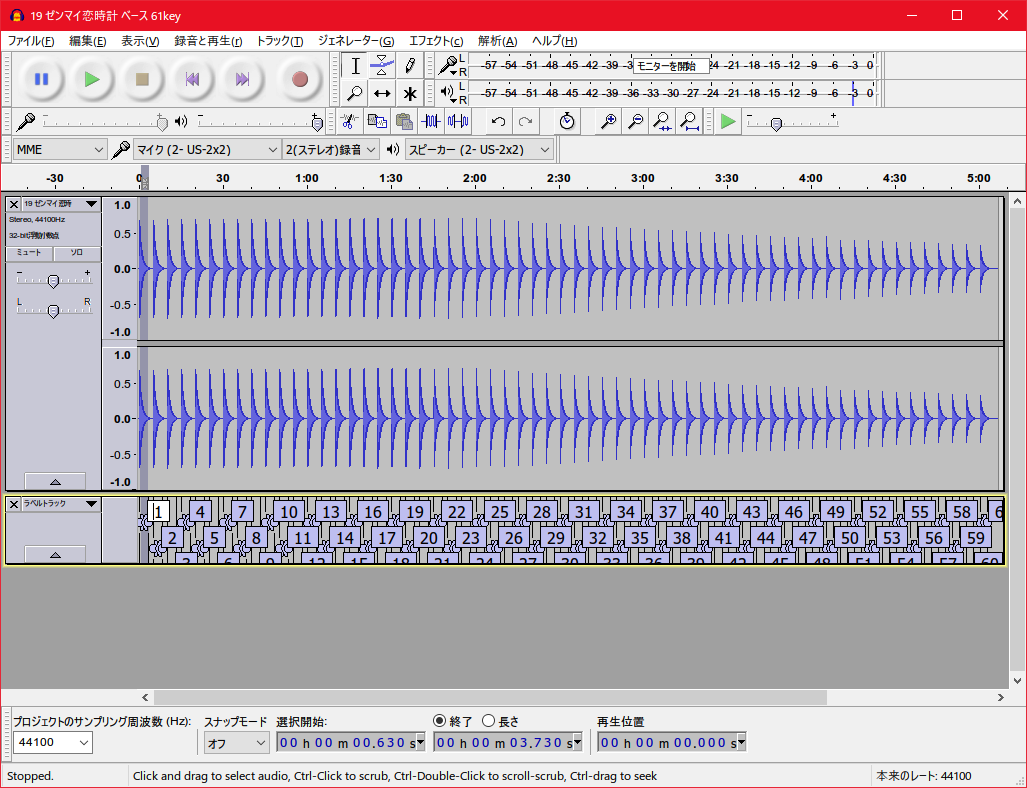 19 ゼンマイ恋時計 ベース 61key
ファイル(F) 編集(E) 表示(V) 録音と再生(r) トラック(T) ジェネレーター(G) エフェクト(c) 解析(A) ヘルプ(H)
L R -57 -54 -51 -48 -45 -42 -39 -3 モニターを開始 24 -21 -18 -15 -12 -9 -6 -3 0
L R -57 -54 -51 -48 -45 -42 -39 -36 -33 -30 -27 -24 -21 -18 -15 -12 -9 -6 -3 0
MME マイク (2- US-2x2) 2(ステレオ)録音 スピーカー (2- US-2x2)
-30 0 30 1:00 1:30 2:00 2:30 3:00 3:30 4:00 4:30 5:00
19 ゼンマイ恋時
Stereo, 44100Hz
32-bit浮動小数点
ミュート ソロ
- +
L R
1.0
0.5
0.0
-0.5
-1.0
1.0
0.5
0.0
-0.5
-1.0
ラベルトラック
1 4 7 10 13 16 19 22 25 28 31 34 37 40 43 46 49 52 55 58 6
2 5 8 11 14 17 20 23 26 29 32 35 38 41 44 47 50 53 56 59
3 6 9 12 15 18 21 24 27 30 33 36 39 42 45 48 51 54 57 60
プロジェクトのサンプリング周波数 (Hz): スナップモード 選択開始: 終了 長さ 再生位置
44100 オフ 00 h 00 m 00.630 s 00 h 00 m 03.730 s 00 h 00 m 00.000 s
Stopped. Click and drag to select audio, Ctrl-Click to scrub, Ctrl-Double-Click to scroll-scrub, Ctrl-drag to seek 本来のレート: 44100